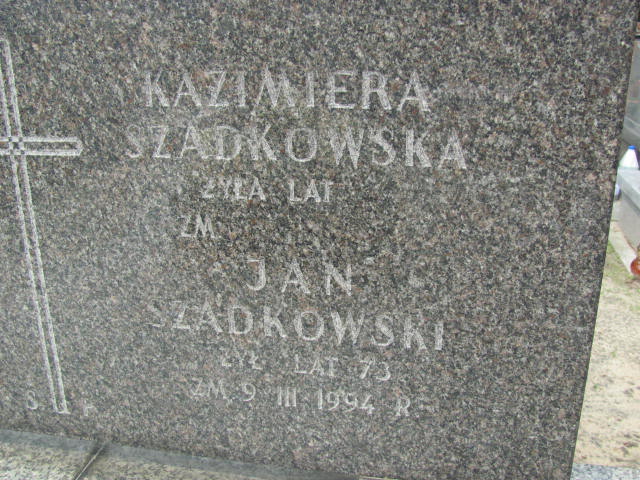 KAZIMIERA
SZADKOWSKA
ŻYŁA LAT
ZM.
JAN
SZADKOWSKI
ŻYŁ LAT 73
ZM. 9 III 1994 R.